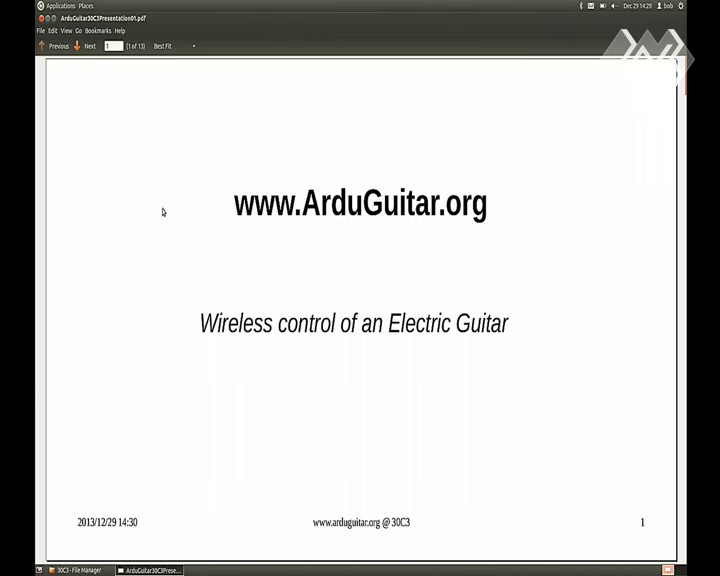 Applications Places
Dec 29 14:29 bob
ArduGuitar30C3Presentation01.pdf
File Edit View Go Bookmarks Help
Previous Next 1 (1 of 13) Best Fit
www.ArduGuitar.org
Wireless control of an Electric Guitar
2013/12/29 14:30 www.arduguitar.org @ 30C3 1
30C3 - File Manager ArduGuitar30C3Prese...